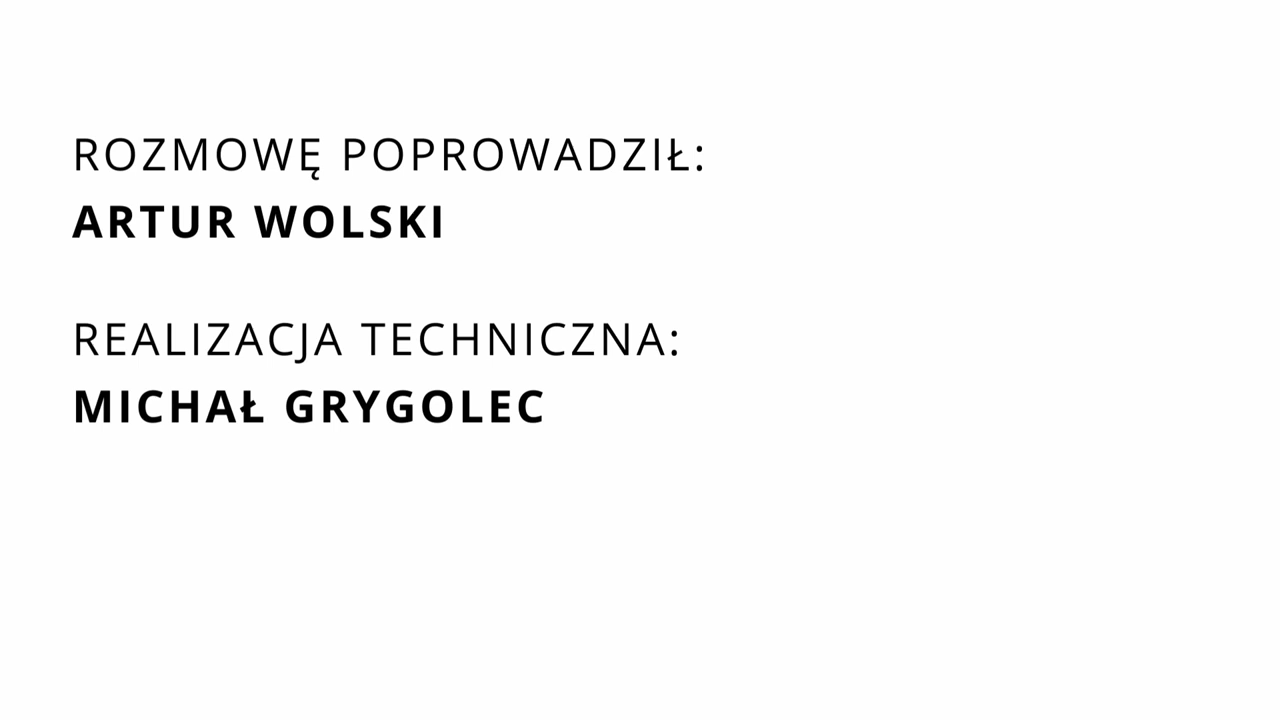 ROZMOWĘ POPROWADZIŁ:
ARTUR WOLSKI
REALIZACJA TECHNICZNA:
MICHAŁ GRYGOLEC